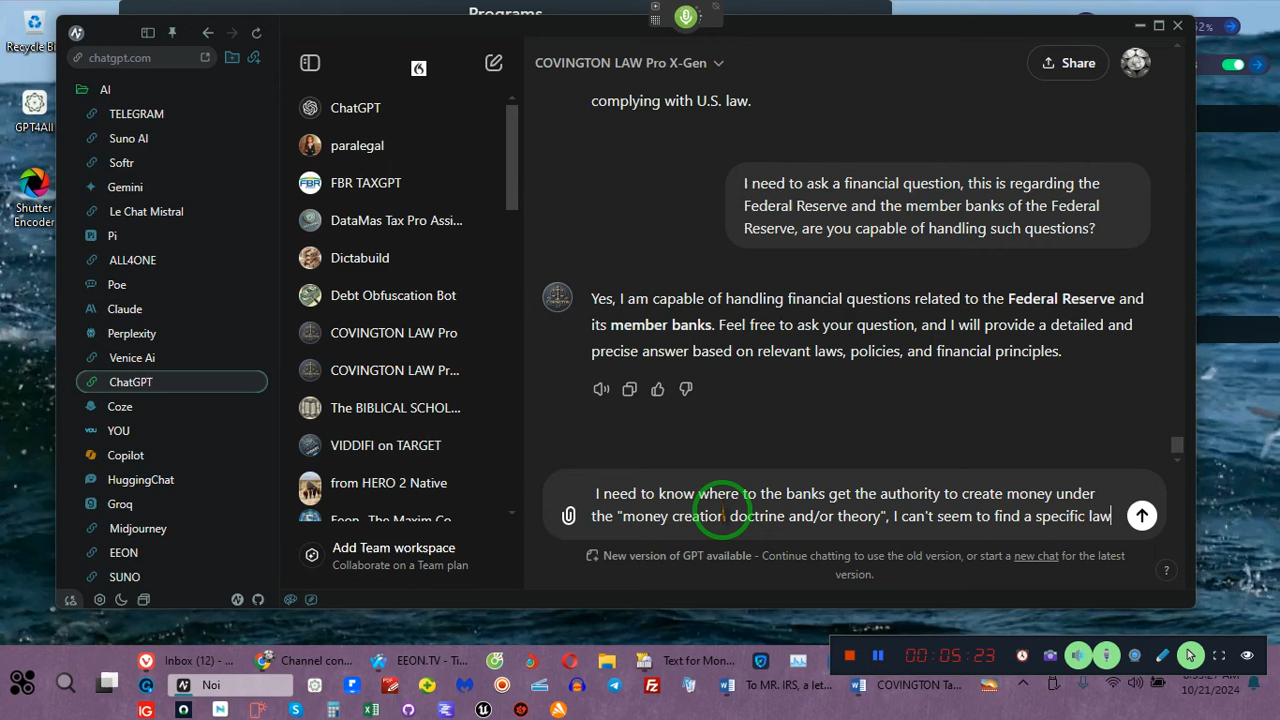 Programs
Recycle Bin
GPT4All
Shutter
Encoder
chatgpt.com
AI
TELEGRAM
Suno AI
Softr
Gemini
Le Chat Mistral
Pi
ALL4ONE
Poe
Claude
Perplexity
Venice Ai
ChatGPT
Coze
YOU
Copilot
HuggingChat
Groq
Midjourney
EEON
SUNO
ChatGPT
paralegal
FBR TAXGPT
DataMas Tax Pro Assi...
Dictabuild
Debt Obfuscation Bot
COVINGTON LAW Pro
COVINGTON LAW Pr...
The BIBLICAL SCHOL...
VIDDIFI on TARGET
from HERO 2 Native
Eeon, The Maxim Co
Add Team workspace
Collaborate on a Team plan
COVINGTON LAW Pro X-Gen
Share
complying with U.S. law.
I need to ask a financial question, this is regarding the
Federal Reserve and the member banks of the Federal
Reserve, are you capable of handling such questions?
Yes, I am capable of handling financial questions related to the Federal Reserve and
its member banks. Feel free to ask your question, and I will provide a detailed and
precise answer based on relevant laws, policies, and financial principles.
I need to know where to the banks get the authority to create money under
the "money creation doctrine and/or theory", I can't seem to find a specific law
New version of GPT available - Continue chatting to use the old version, or start a new chat for the latest
version.
?
52%
00:05:23
Inbox (12) - ...
Channel con...
EEON.TV - Ti...
Text for Mon...
Noi
To MR. IRS, a let...
COVINGTON Ta...
10/21/2024